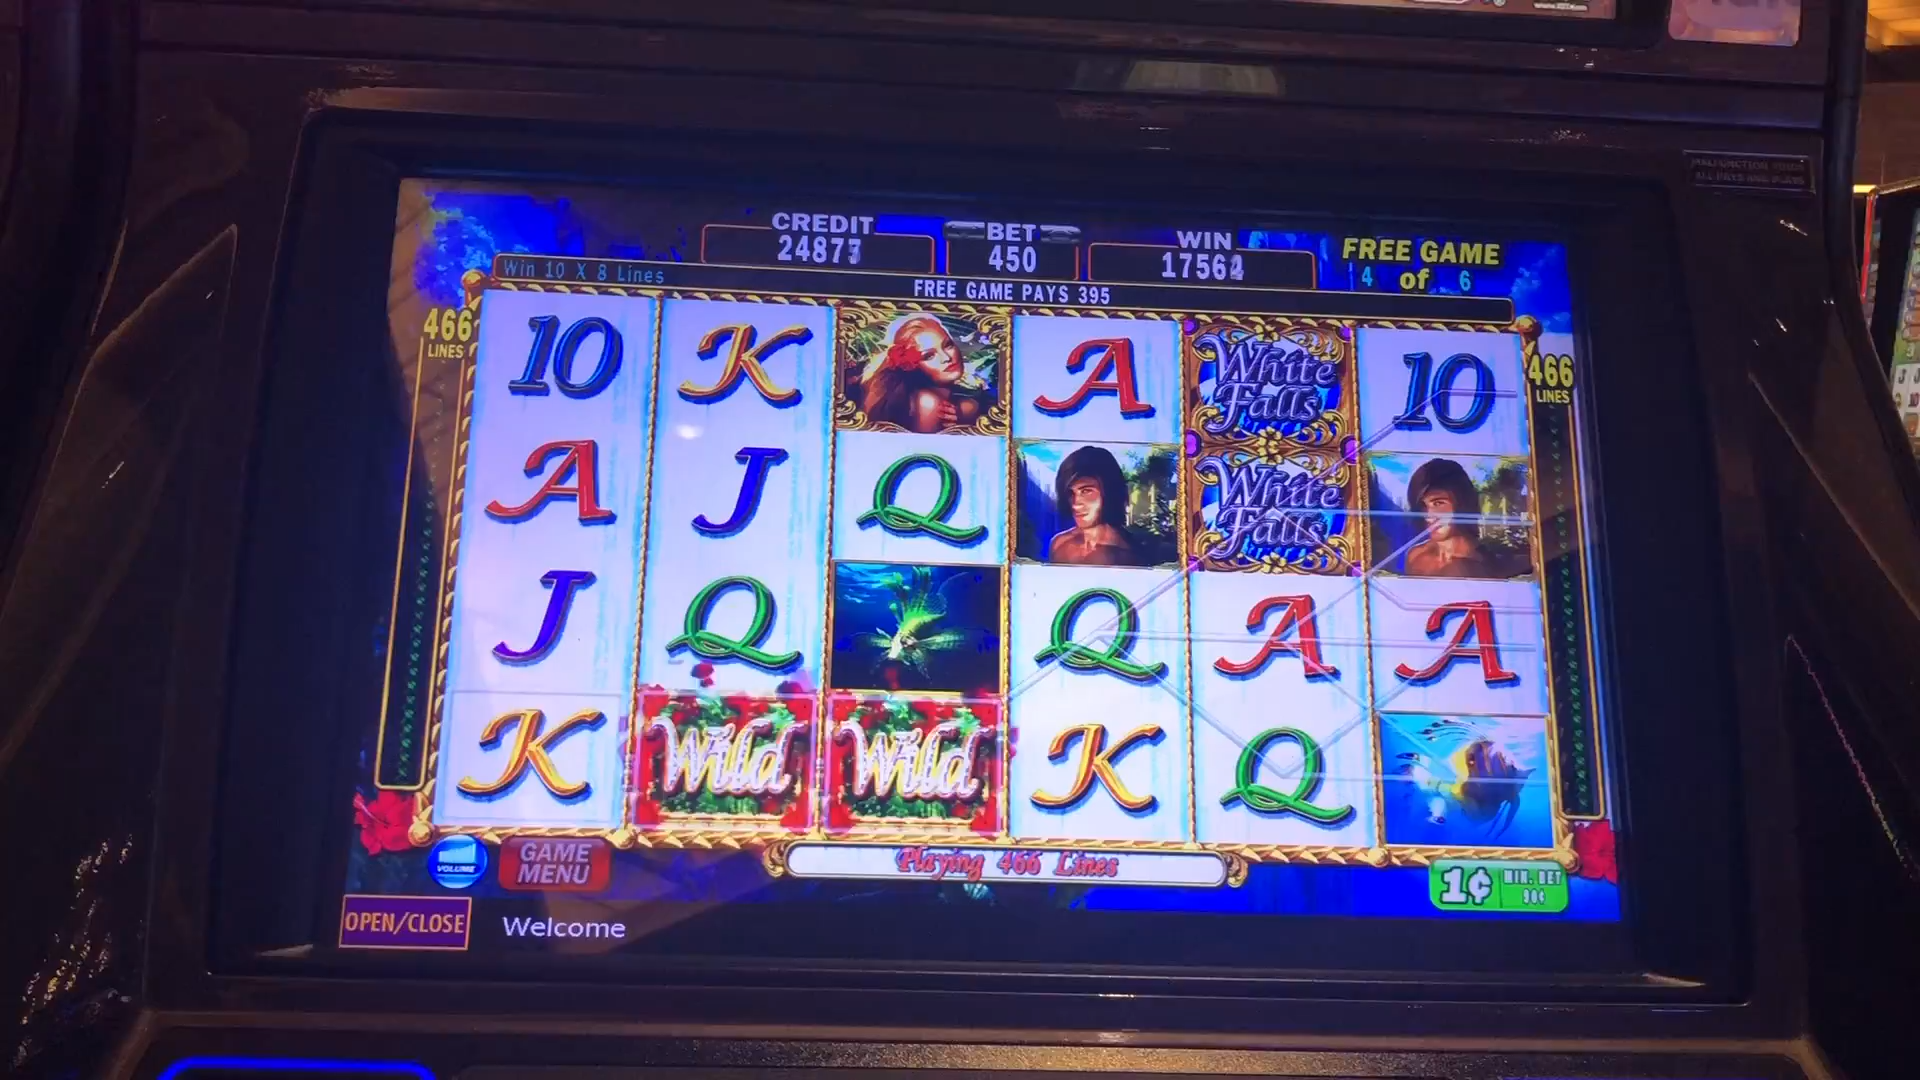 CREDIT BET WIN FREE GAME
450 4 of 6
Win 10 X 8 Lines
FREE GAME PAYS 395
466 LINES
466 LINES
10 K A White Falls 10
A J Q White Falls
J Q Q A A
K Wild Wild K Q
VOLUME
GAME MENU
Playing 466 Lines
1¢ MIN. BET 90¢
OPEN/CLOSE Welcome